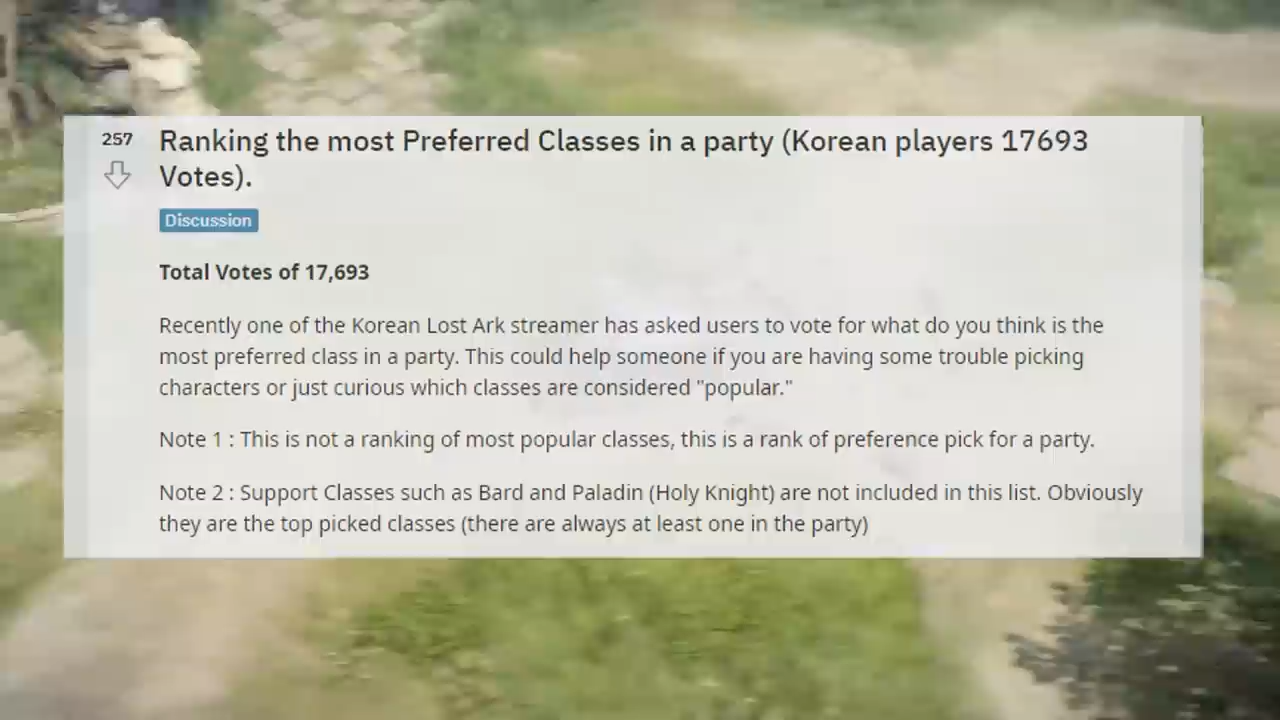 257
Ranking the most Preferred Classes in a party (Korean players 17693
Votes).
Discussion
Total Votes of 17,693
Recently one of the Korean Lost Ark streamer has asked users to vote for what do you think is the
most preferred class in a party. This could help someone if you are having some trouble picking
characters or just curious which classes are considered "popular."
Note 1 : This is not a ranking of most popular classes, this is a rank of preference pick for a party.
Note 2 : Support Classes such as Bard and Paladin (Holy Knight) are not included in this list. Obviously
they are the top picked classes (there are always at least one in the party)